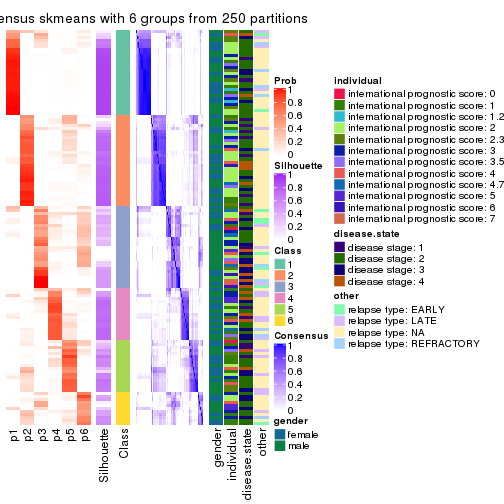 ensus skmeans with 6 groups from 250 partitions
p1
p2
p3
p4
p5
p6
Silhouette
Class
gender
individual
disease.state
other
Prob
1
0.8
0.6
0.4
0.2
0
Silhouette
1
0.8
0.6
0.4
0.2
0
Class
1
2
3
4
5
6
Consensus
1
0.8
0.6
0.4
0.2
0
gender
female
male
individual
international prognostic score: 0
international prognostic score: 1
international prognostic score: 1.2
international prognostic score: 2
international prognostic score: 2.3
international prognostic score: 3
international prognostic score: 3.5
international prognostic score: 4
international prognostic score: 4.7
international prognostic score: 5
international prognostic score: 6
international prognostic score: 7
disease.state
disease stage: 1
disease stage: 2
disease stage: 3
disease stage: 4
other
relapse type: EARLY
relapse type: LATE
relapse type: NA
relapse type: REFRACTORY